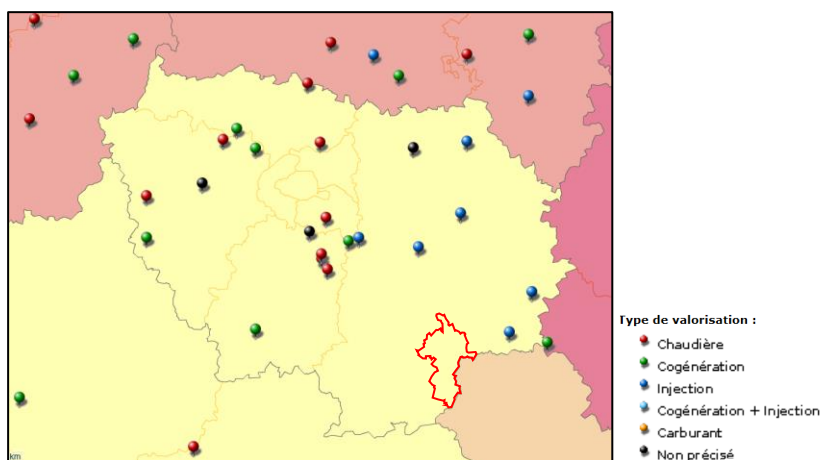 Type de valorisation :
Chaudière
Cogénération
Injection
Cogénération + Injection
Carburant
Non précisé
km